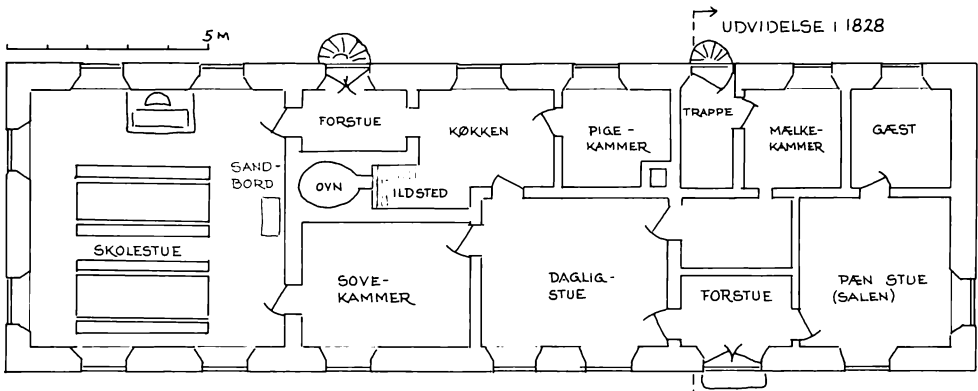 5 M
UDVIDELSE I 1828
FORSTUE
KØKKEN
PIGE-
KAMMER
TRAPPE
MÆLKE-
KAMMER
GÆST
SAND-
BORD
OVN
ILDSTED
SKOLESTUE
SOVE-
KAMMER
DAGLIG-
STUE
FORSTUE
PÆN STUE
(SALEN)